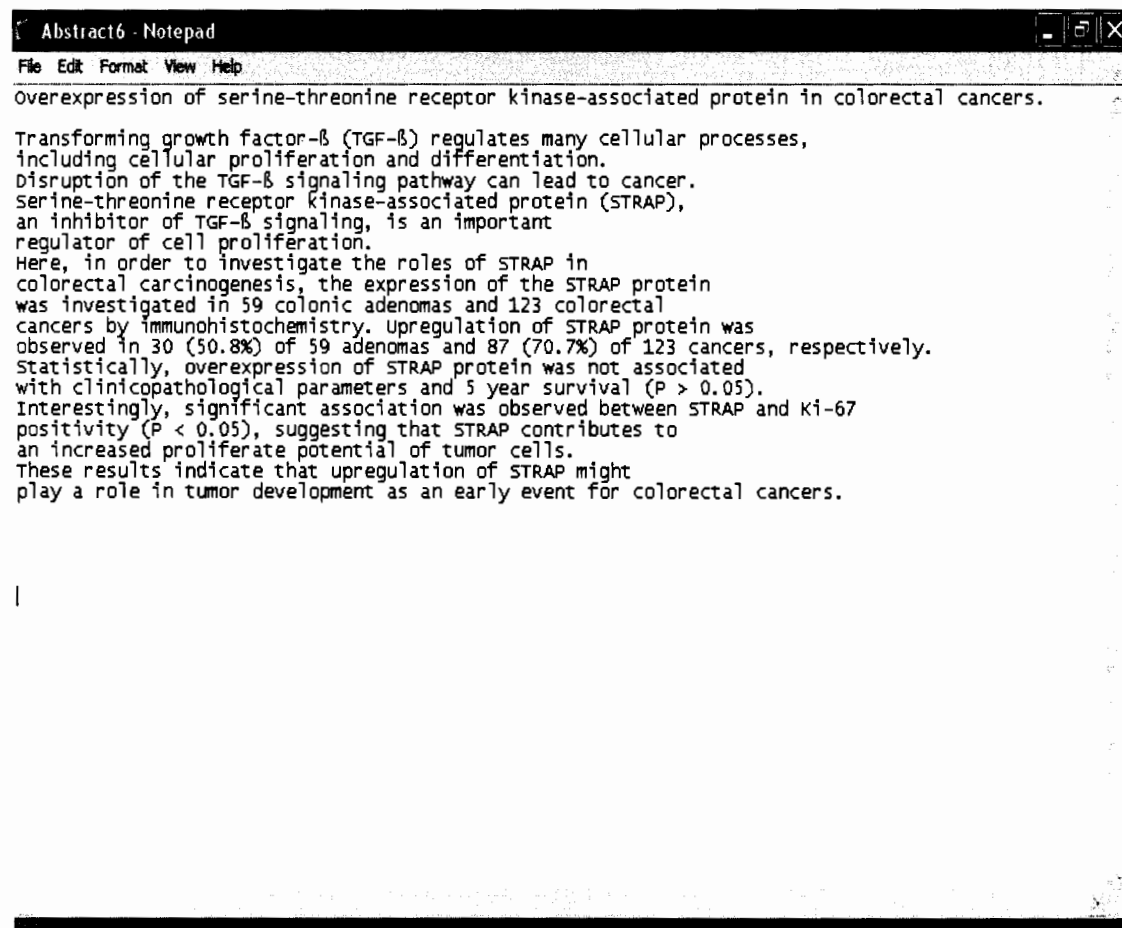 Abstract6 - Notepad
File Edit Format View Help
Overexpression of serine-threonine receptor kinase-associated protein in colorectal cancers.
Transforming growth factor-ß (TGF-ß) regulates many cellular processes,
including cellular proliferation and differentiation.
Disruption of the TGF-ß signaling pathway can lead to cancer.
Serine-threonine receptor kinase-associated protein (STRAP),
an inhibitor of TGF-ß signaling, is an important
regulator of cell proliferation.
Here, in order to investigate the roles of STRAP in
colorectal carcinogenesis, the expression of the STRAP protein
was investigated in 59 colonic adenomas and 123 colorectal
cancers by immunohistochemistry. Upregulation of STRAP protein was
observed in 30 (50.8%) of 59 adenomas and 87 (70.7%) of 123 cancers, respectively.
Statistically, overexpression of STRAP protein was not associated
with clinicopathological parameters and 5 year survival (P > 0.05).
Interestingly, significant association was observed between STRAP and Ki-67
positivity (P < 0.05), suggesting that STRAP contributes to
an increased proliferate potential of tumor cells.
These results indicate that upregulation of STRAP might
play a role in tumor development as an early event for colorectal cancers.